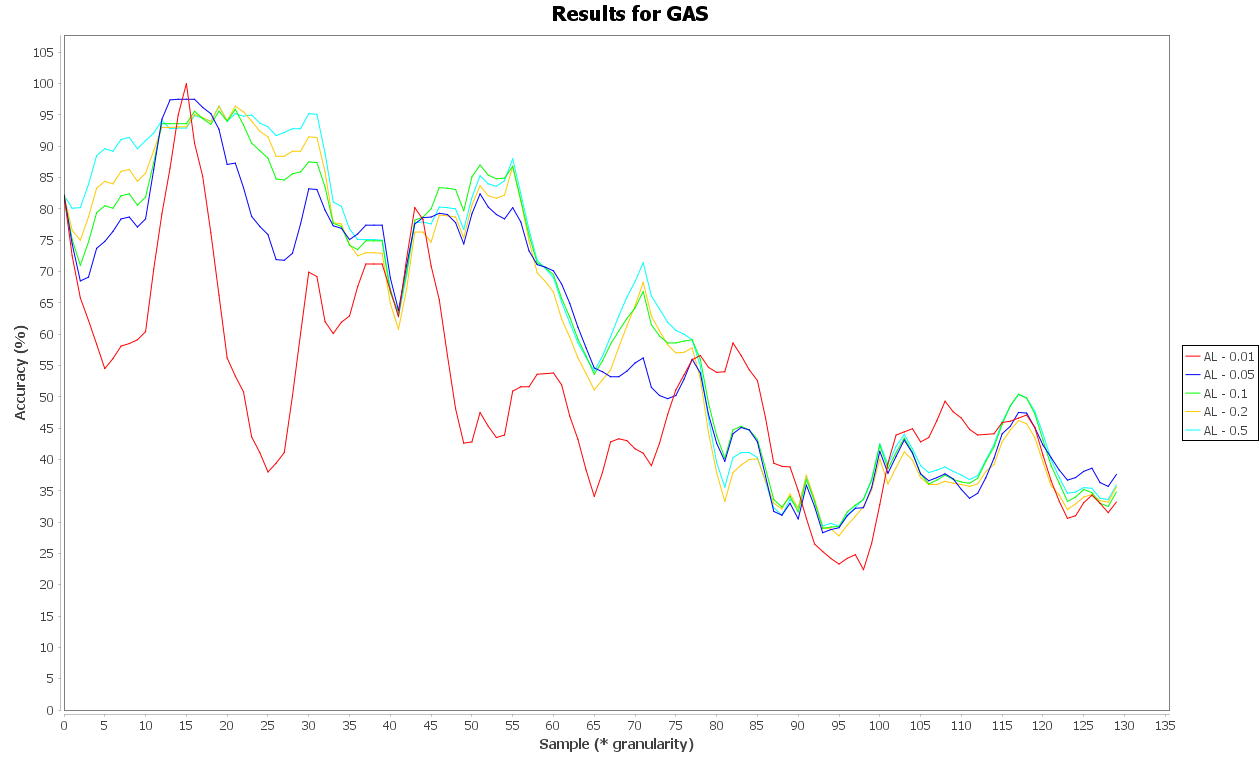 Results for GAS
Accuracy (%)
105
100
95
90
85
80
75
70
65
60
55
50
45
40
35
30
25
20
15
10
5
0
0 5 10 15 20 25 30 35 40 45 50 55 60 65 70 75 80 85 90 95 100 105 110 115 120 125 130 135
Sample (* granularity)
AL - 0.01
AL - 0.05
AL - 0.1
AL - 0.2
AL - 0.5